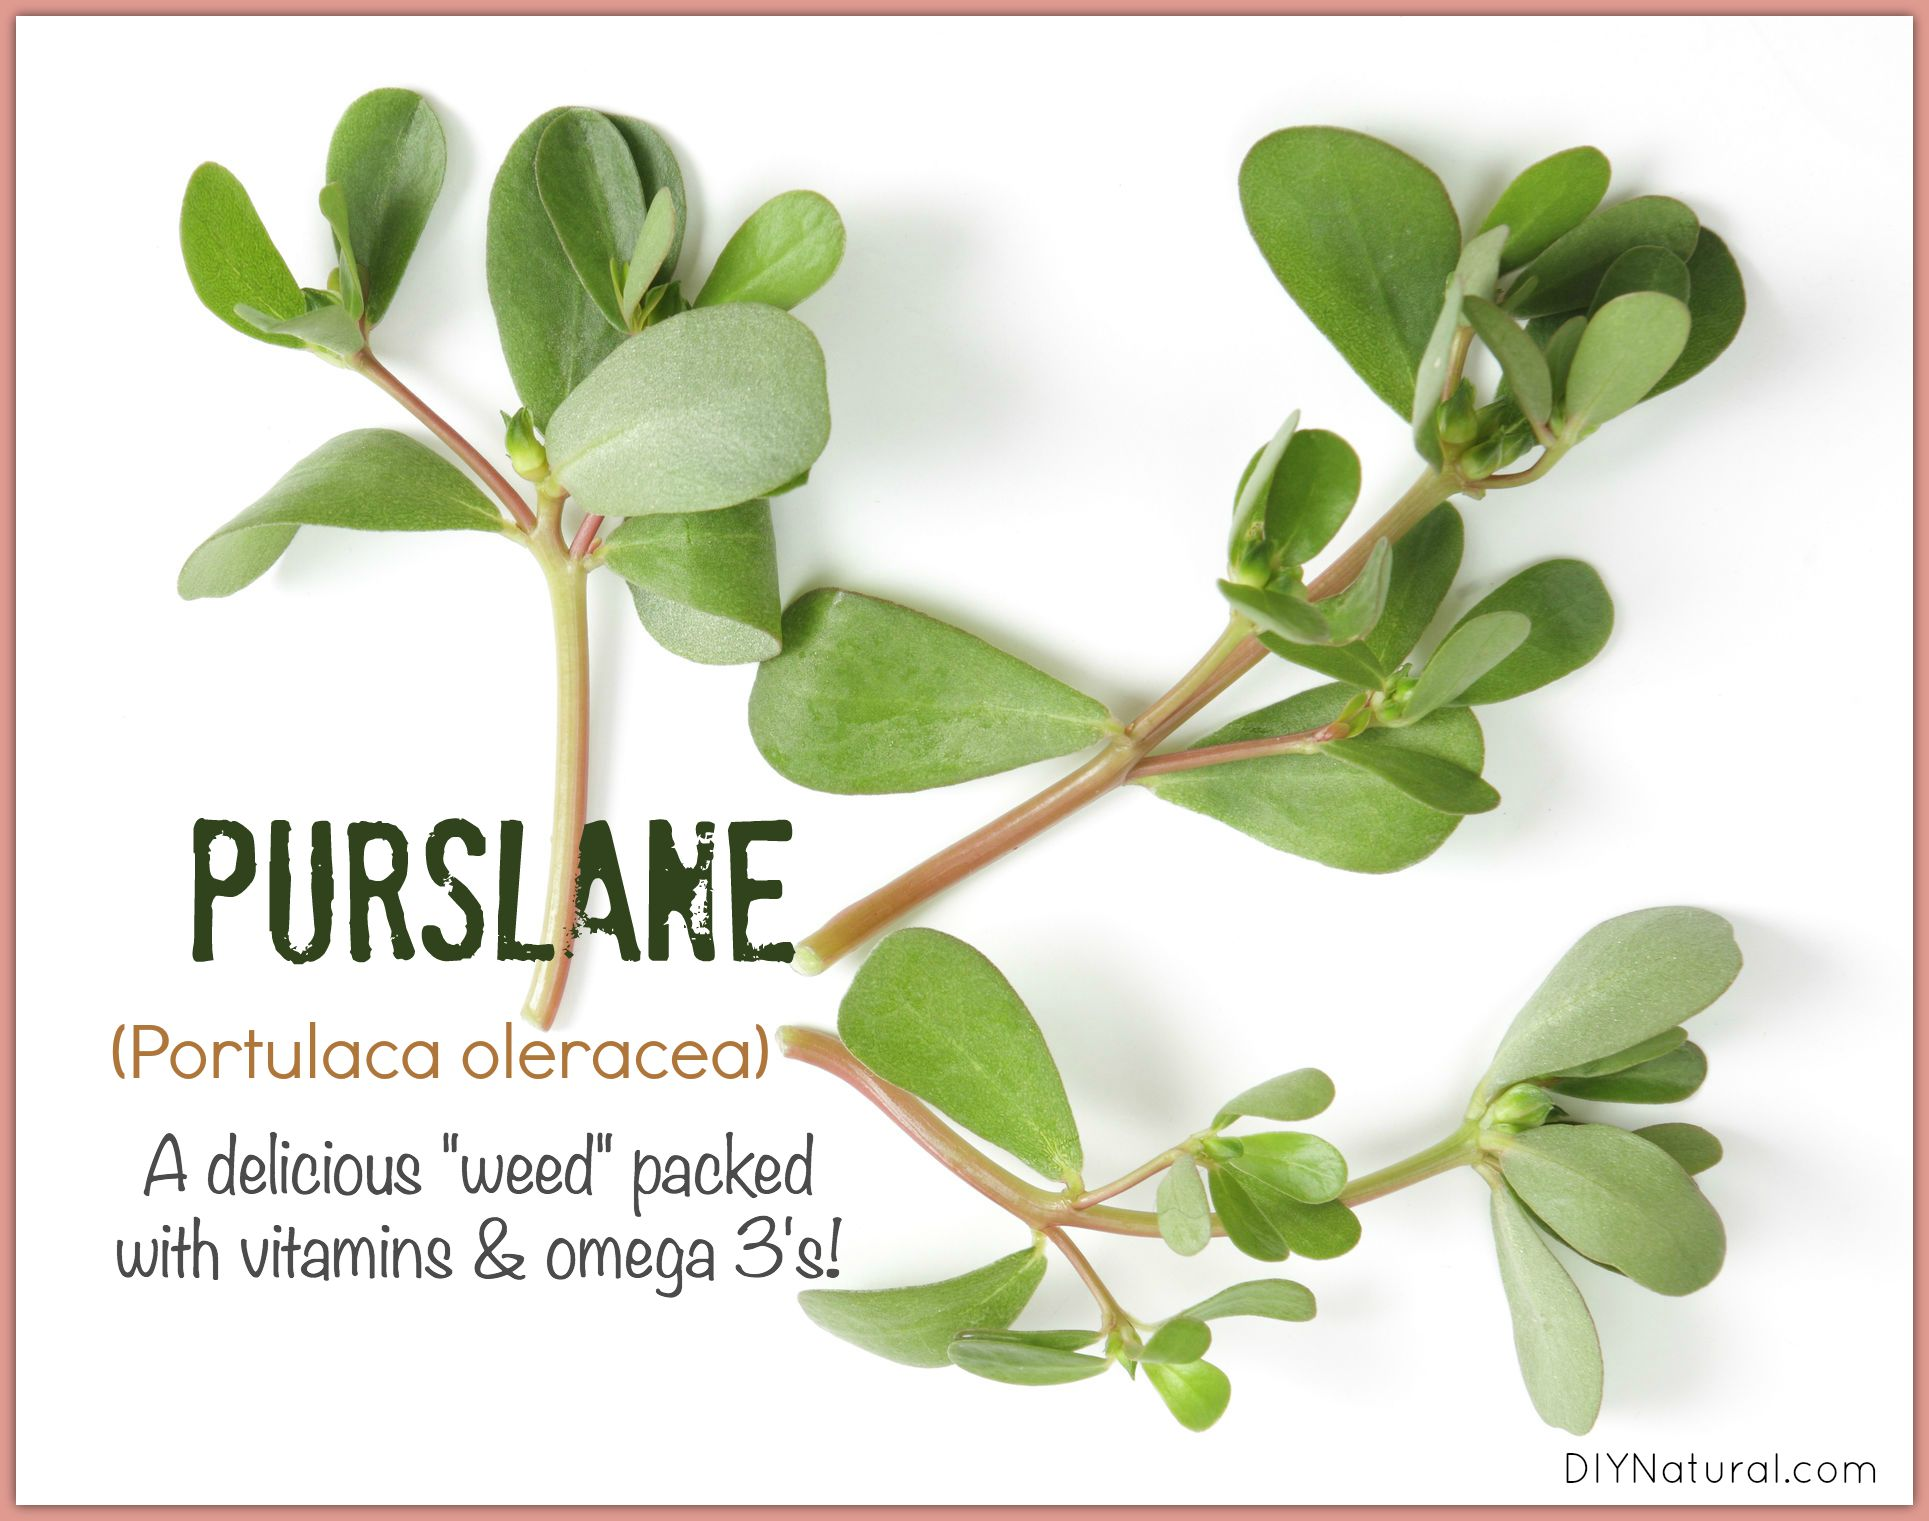 PURSLANE
(Portulaca oleracea)
A delicious "weed" packed
with vitamins & omega 3's!
DIYNatural.com